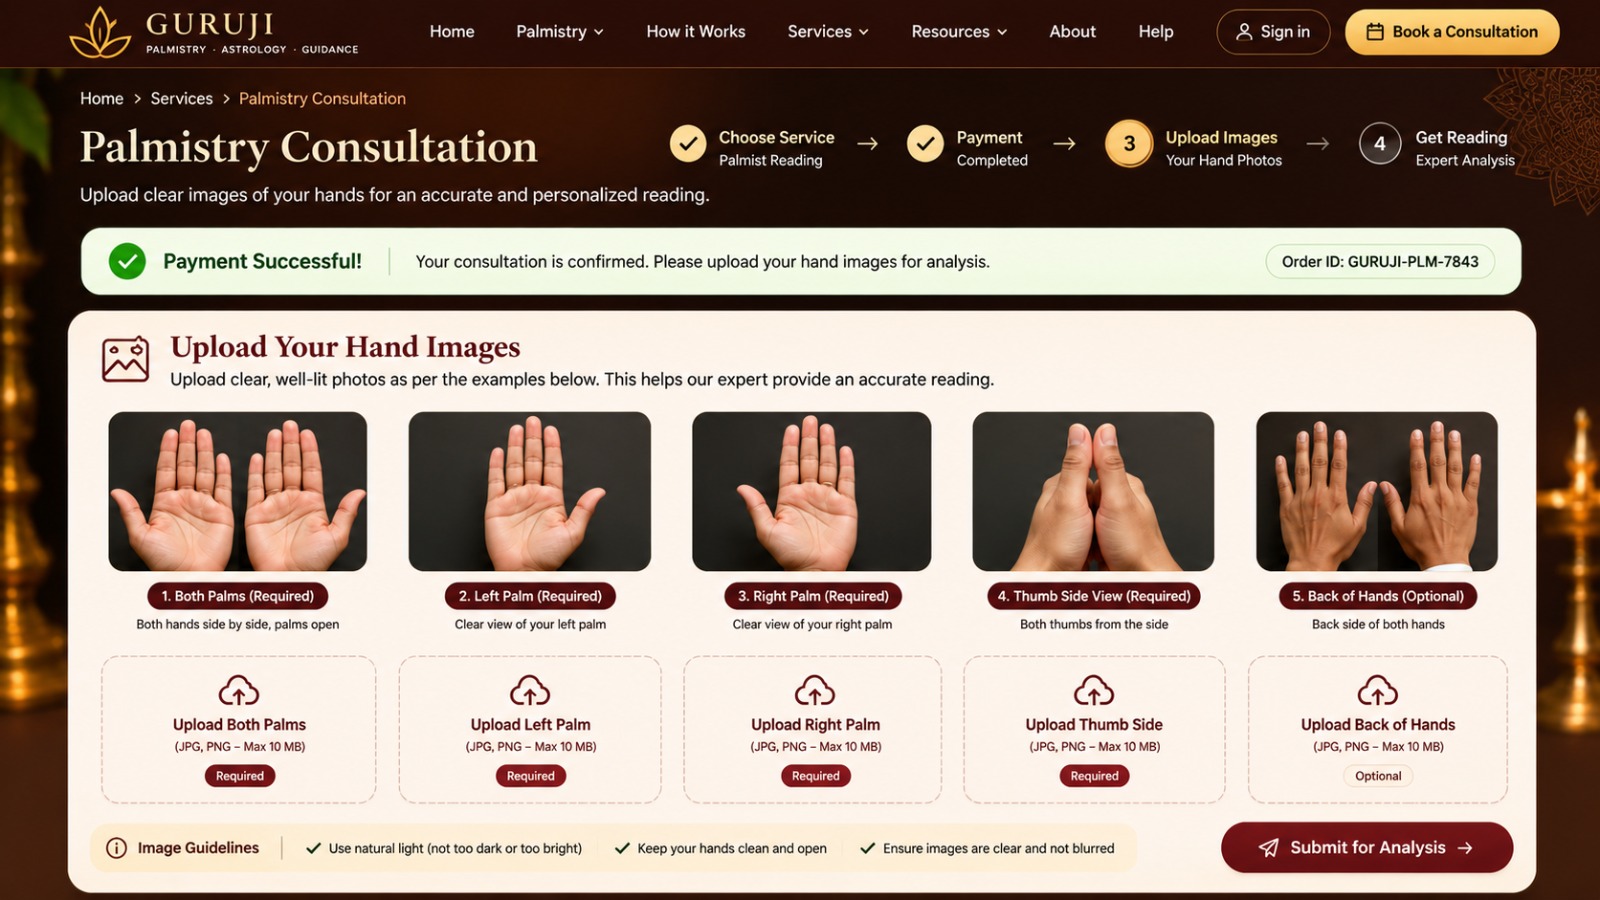 GURUJI
PALMISTRY · ASTROLOGY · GUIDANCE
Home
Palmistry
How it Works
Services
Resources
About
Help
Sign in
Book a Consultation
Home > Services > Palmistry Consultation
Palmistry Consultation
Upload clear images of your hands for an accurate and personalized reading.
Choose Service
Palmist Reading
Payment
Completed
3
Upload Images
Your Hand Photos
4
Get Reading
Expert Analysis
Payment Successful!
Your consultation is confirmed. Please upload your hand images for analysis.
Order ID: GURUJI-PLM-7843
Upload Your Hand Images
Upload clear, well-lit photos as per the examples below. This helps our expert provide an accurate reading.
1. Both Palms (Required)
Both hands side by side, palms open
2. Left Palm (Required)
Clear view of your left palm
3. Right Palm (Required)
Clear view of your right palm
4. Thumb Side View (Required)
Both thumbs from the side
5. Back of Hands (Optional)
Back side of both hands
Upload Both Palms
(JPG, PNG – Max 10 MB)
Required
Upload Left Palm
(JPG, PNG – Max 10 MB)
Required
Upload Right Palm
(JPG, PNG – Max 10 MB)
Required
Upload Thumb Side
(JPG, PNG – Max 10 MB)
Required
Upload Back of Hands
(JPG, PNG – Max 10 MB)
Optional
Image Guidelines
Use natural light (not too dark or too bright)
Keep your hands clean and open
Ensure images are clear and not blurred
Submit for Analysis